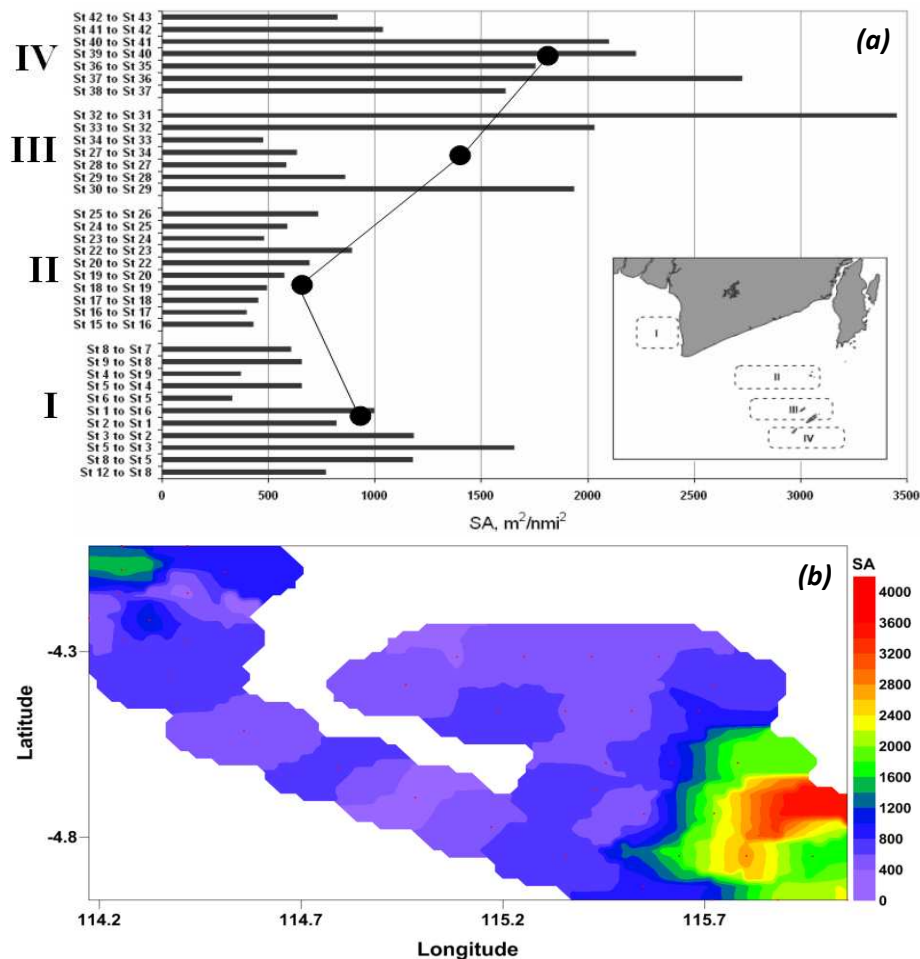 (a)
IV
St 42 to St 43
St 41 to St 42
St 40 to St 41
St 39 to St 40
St 36 to St 35
St 37 to St 36
St 38 to St 37
III
St 32 to St 31
St 33 to St 32
St 34 to St 33
St 27 to St 34
St 28 to St 27
St 29 to St 28
St 30 to St 29
II
St 25 to St 26
St 24 to St 25
St 23 to St 24
St 22 to St 23
St 20 to St 22
St 19 to St 20
St 18 to St 19
St 17 to St 18
St 16 to St 17
St 15 to St 16
I
St 8 to St 7
St 9 to St 8
St 4 to St 9
St 5 to St 4
St 6 to St 5
St 1 to St 6
St 2 to St 1
St 3 to St 2
St 5 to St 3
St 8 to St 5
St 12 to St 8
0 500 1000 1500 2000 2500 3000 3500
SA, m²/nmi²
I
II
III
IV
(b)
SA
4000
3600
3200
2800
2400
2000
1600
1200
800
400
0
Latitude
-4.3
-4.8
114.2 114.7 115.2 115.7
Longitude